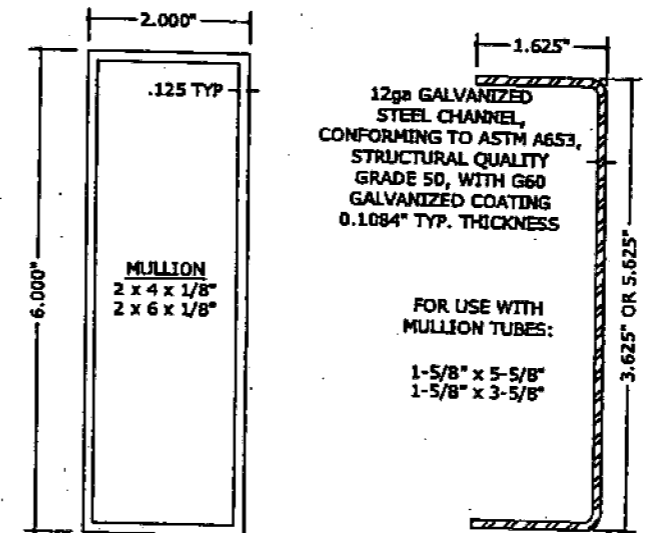 2.000"
.125 TYP
6.000"
MULLION
2 x 4 x 1/8"
2 x 6 x 1/8"
1.625"
12ga GALVANIZED
STEEL CHANNEL,
CONFORMING TO ASTM A653,
STRUCTURAL QUALITY
GRADE 50, WITH G60
GALVANIZED COATING
0.1084" TYP. THICKNESS
FOR USE WITH
MULLION TUBES:
1-5/8" x 5-5/8"
1-5/8" x 3-5/8"
3.625" OR 5.625"